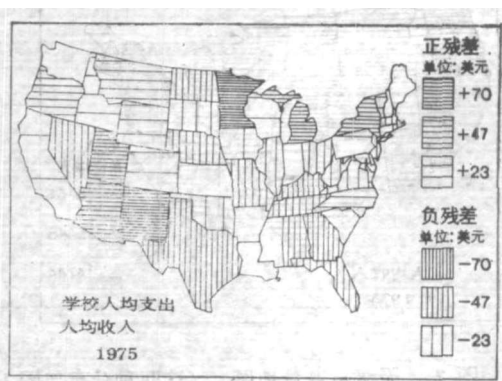 正残差
单位: 美元
+70
+47
+23
负残差
单位: 美元
-70
-47
-23
学校人均支出
人均收入
1975